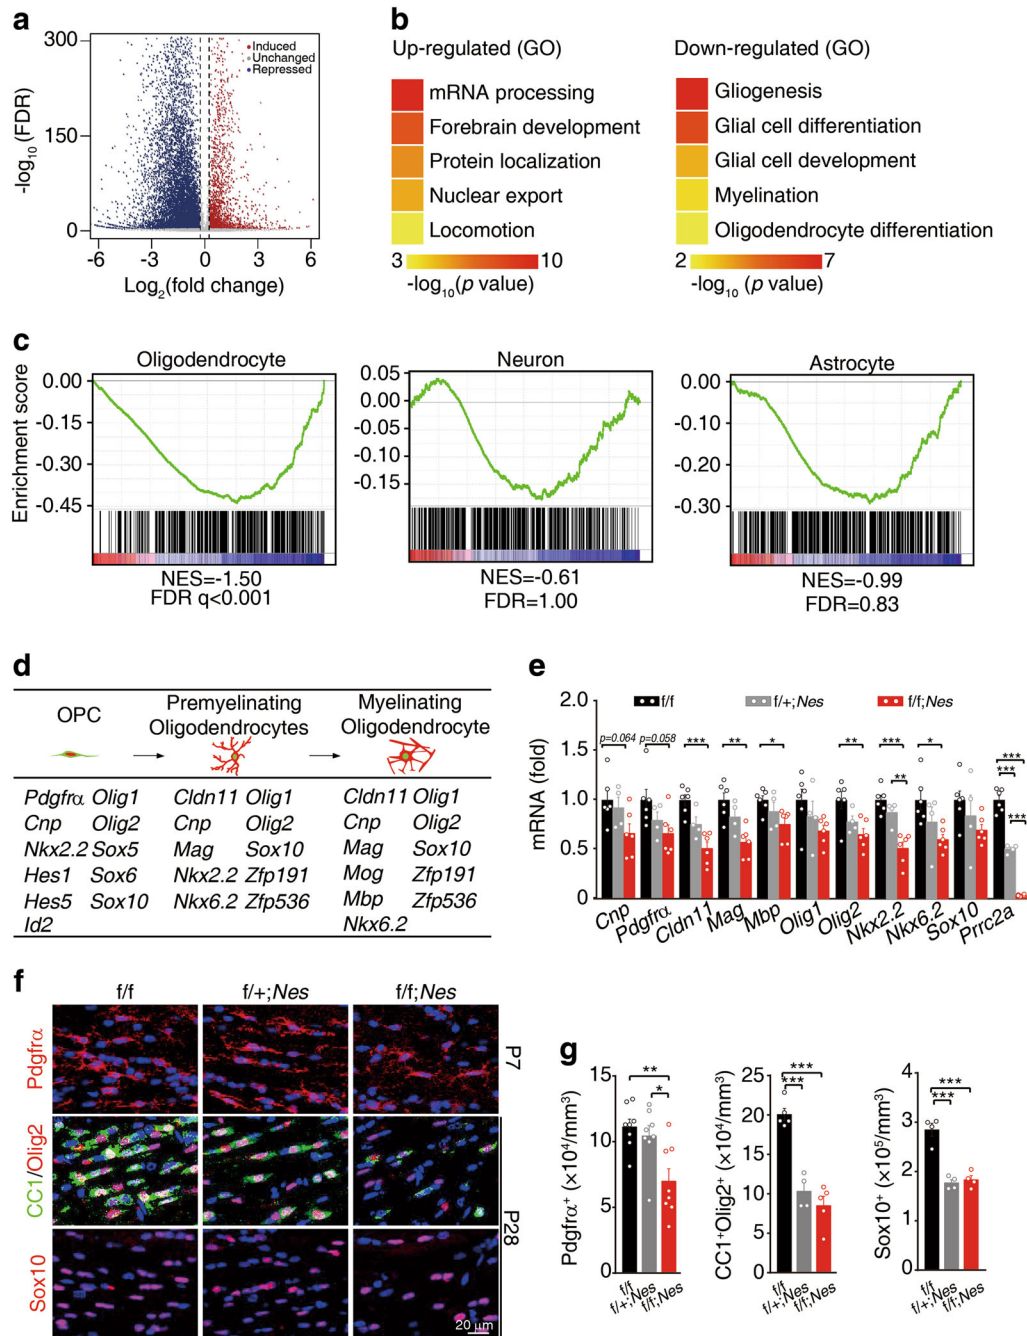 a
300
150
0
-log10 (FDR)
Induced
Unchanged
Repressed
-6 -3 0 3 6
Log2(fold change)
b
Up-regulated (GO)
mRNA processing
Forebrain development
Protein localization
Nuclear export
Locomotion
3 10
-log10(p value)
Down-regulated (GO)
Gliogenesis
Glial cell differentiation
Glial cell development
Myelination
Oligodendrocyte differentiation
2 7
-log10 (p value)
c
Enrichment score
Oligodendrocyte
0.00
-0.15
-0.30
-0.45
NES=-1.50
FDR q<0.001
Neuron
0.05
0.00
-0.05
-0.10
-0.15
NES=-0.61
FDR=1.00
Astrocyte
0.00
-0.10
-0.20
-0.30
NES=-0.99
FDR=0.83
d
OPC
Premyelinating
Oligodendrocytes
Myelinating
Oligodendrocyte
Pdgfrα Olig1 Cldn11 Olig1 Cldn11 Olig1
Cnp Olig2 Cnp Olig2 Cnp Olig2
Nkx2.2 Sox5 Mag Sox10 Mag Sox10
Hes1 Sox6 Nkx2.2 Zfp191 Mog Zfp191
Hes5 Sox10 Nkx6.2 Zfp536 Mbp Zfp536
Id2 Nkx6.2
e
f/f f/+;Nes f/f;Nes
mRNA (fold)
2.0
1.5
1.0
0.5
0
p=0.064 p=0.058 *** ** * ** *** ** * *** *** ***
Cnp Pdgfrα Cldn11 Mag Mbp Olig1 Olig2 Nkx2.2 Nkx6.2 Sox10 Prrc2a
f
f/f f/+;Nes f/f;Nes
Pdgfrα
P7
CC1/Olig2
P28
Sox10
20 μm
g
Pdgfrα+ (×10⁴/mm³)
15
10
5
0
**
*
f/f
f/+;Nes
f/f;Nes
CC1+Olig2+ (×10⁴/mm³)
25
20
15
10
5
0
***
***
f/f
f/+;Nes
f/f;Nes
Sox10+ (×10⁵/mm³)
4
3
2
1
0
***
***
f/f
f/+;Nes
f/f;Nes